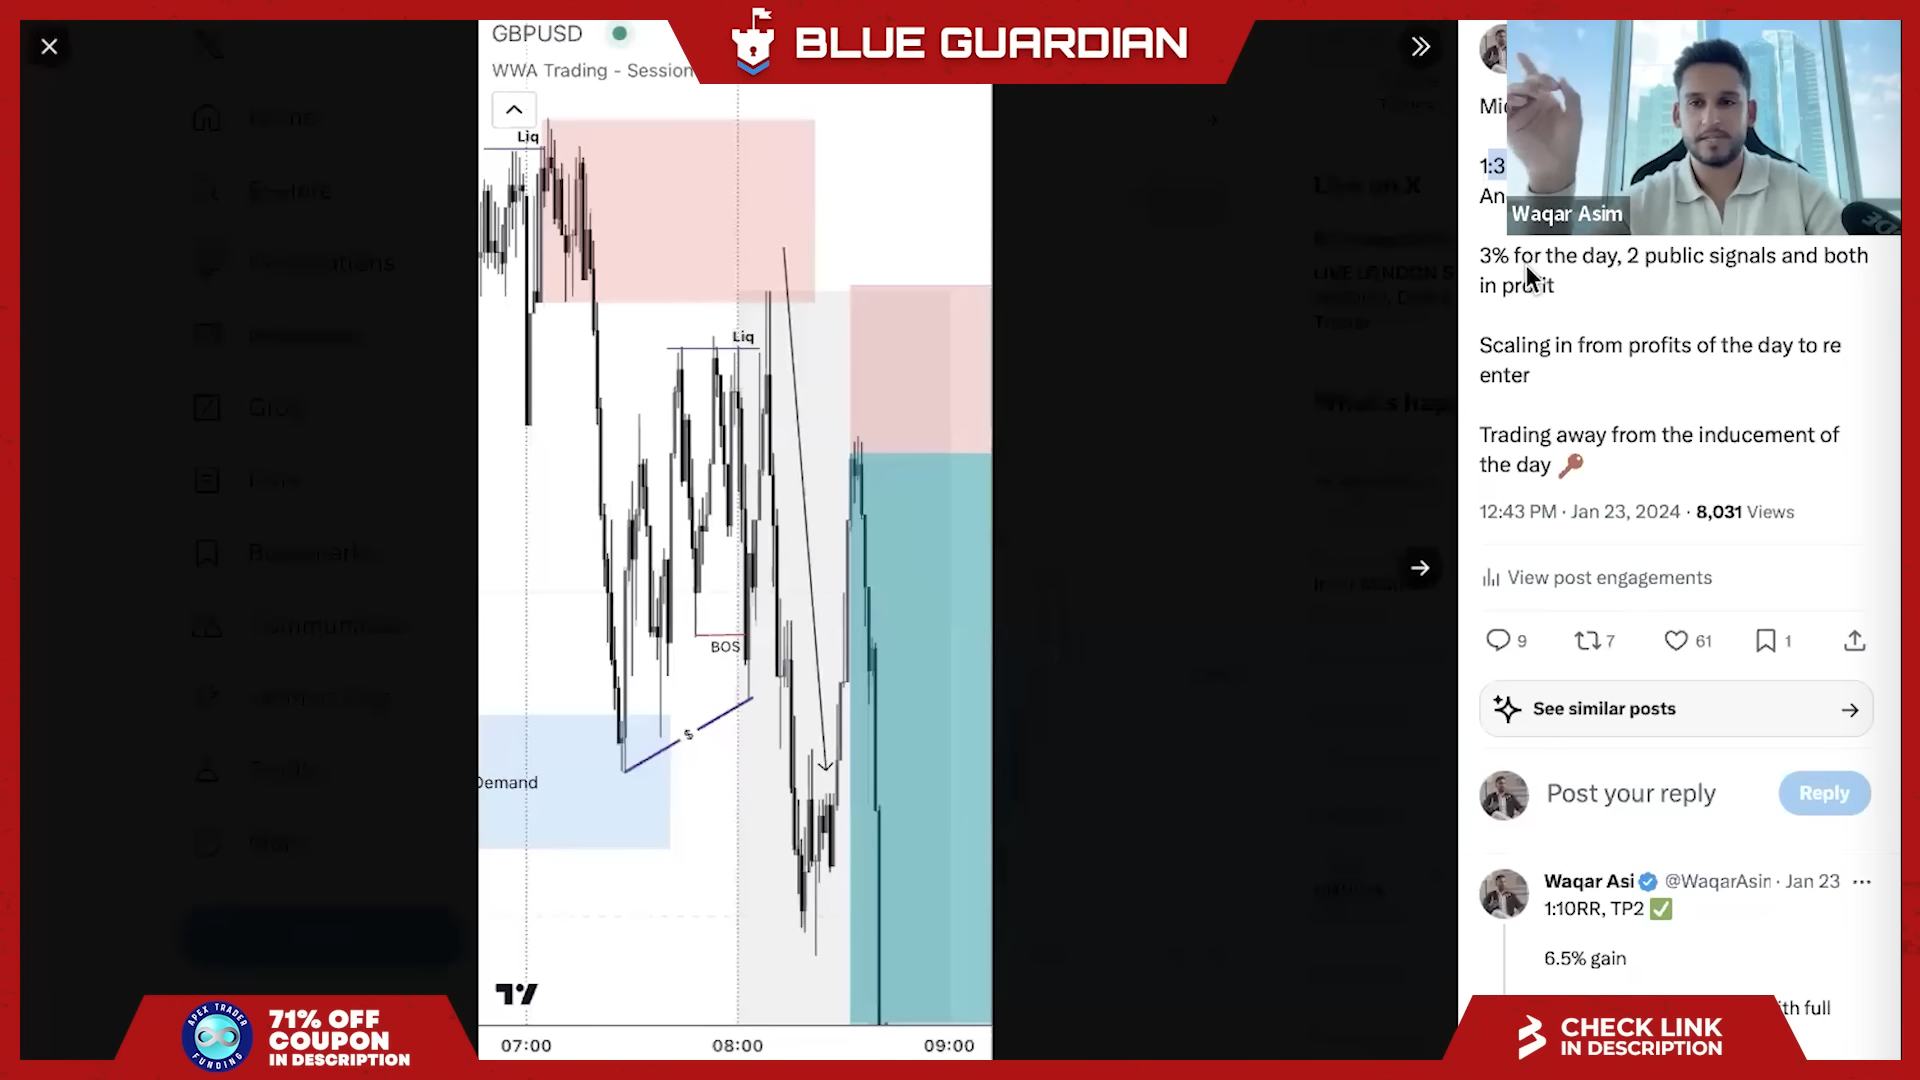 BLUE GUARDIAN
GBPUSD
WWA Trading - Session
Liq
Liq
BOS
$
Demand
07:00
08:00
09:00
Waqar Asim
1:3
An
3% for the day, 2 public signals and both
in profit
Scaling in from profits of the day to re
enter
Trading away from the inducement of
the day
12:43 PM · Jan 23, 2024 · 8,031 Views
View post engagements
9
7
61
1
See similar posts
Post your reply
Reply
Waqar Asi @WaqarAsin · Jan 23
1:10RR, TP2
6.5% gain
th full
APEX TRADER
FUNDING
71% OFF
COUPON
IN DESCRIPTION
CHECK LINK
IN DESCRIPTION